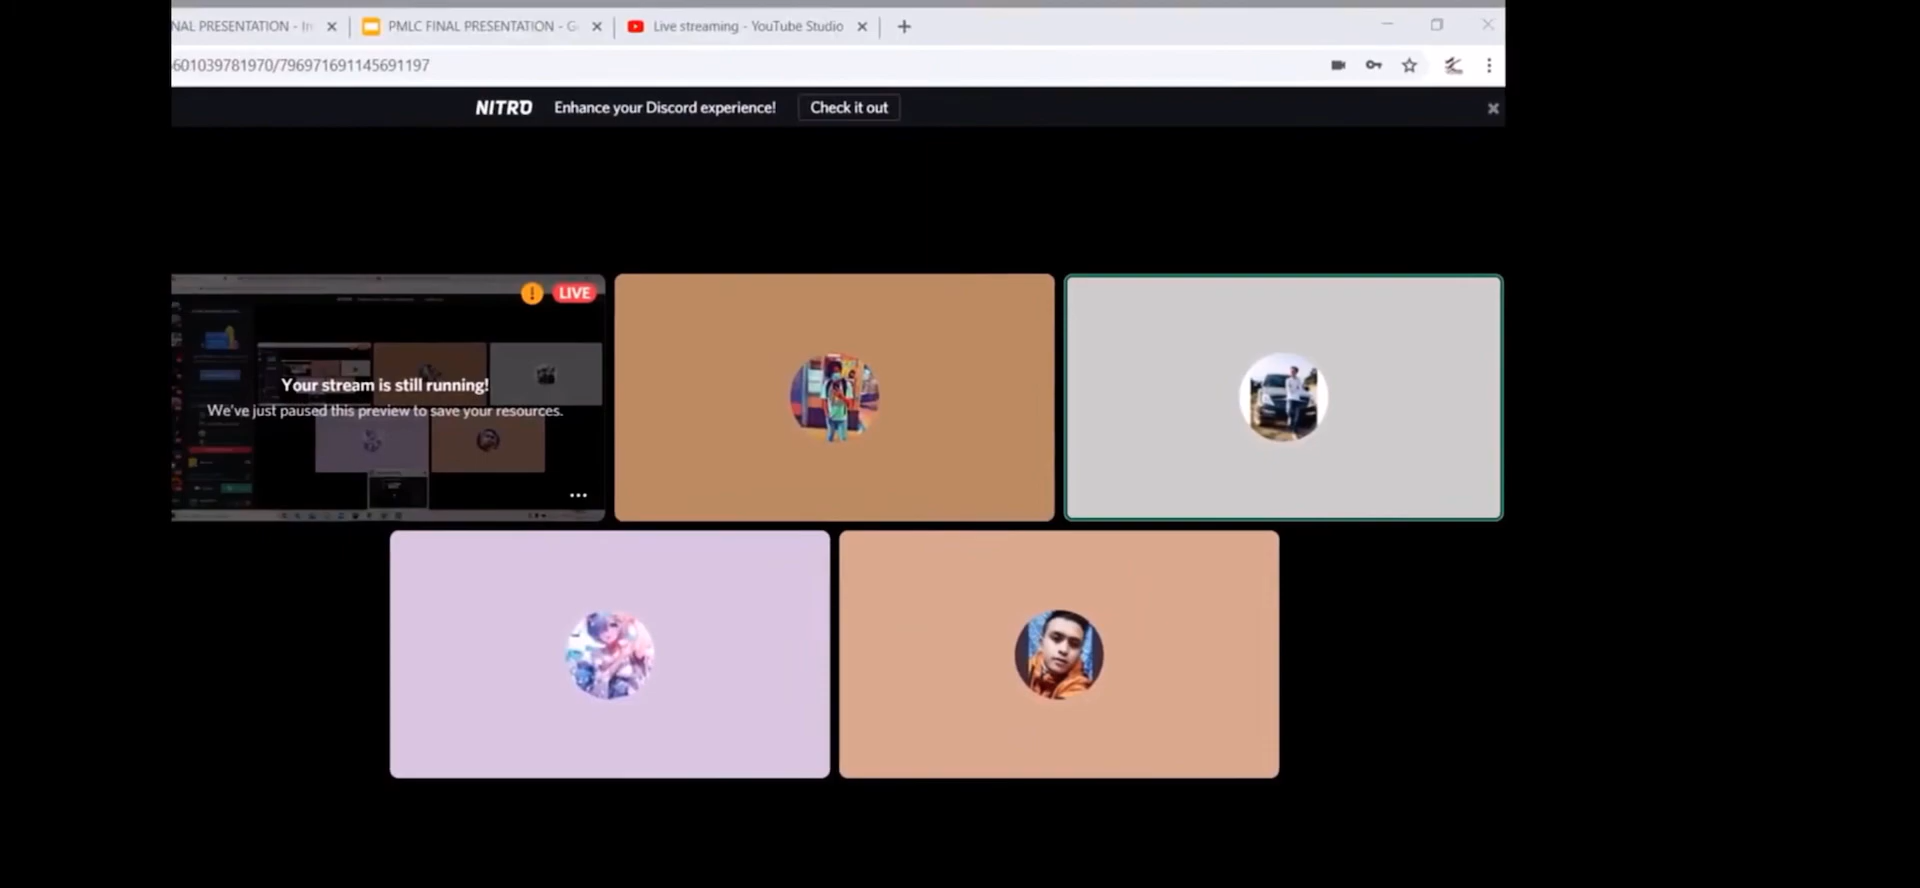 NAL PRESENTATION - In
PMLC FINAL PRESENTATION - G
Live streaming - YouTube Studio
601039781970/796971691145691197
NITRO Enhance your Discord experience! Check it out
LIVE
Your stream is still running!
We've just paused this preview to save your resources.